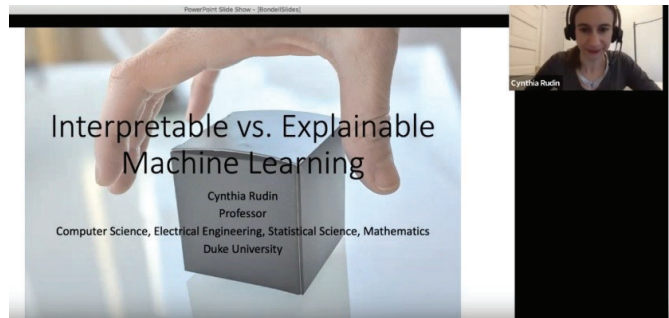 PowerPoint Slide Show - [BondellSlides]
Cynthia Rudin
Interpretable vs. Explainable
Machine Learning
Cynthia Rudin
Professor
Computer Science, Electrical Engineering, Statistical Science, Mathematics
Duke University